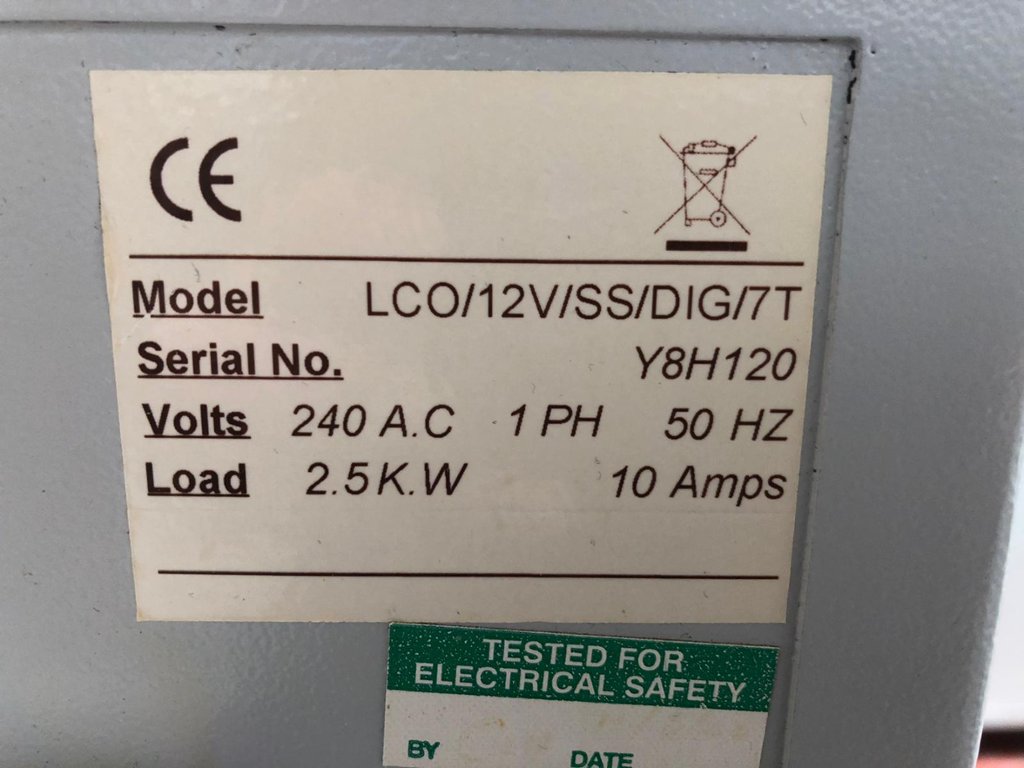 CE
Model LCO/12V/SS/DIG/7T
Serial No. Y8H120
Volts 240 A.C 1 PH 50 HZ
Load 2.5K.W 10 Amps
TESTED FOR
ELECTRICAL SAFETY
BY DATE